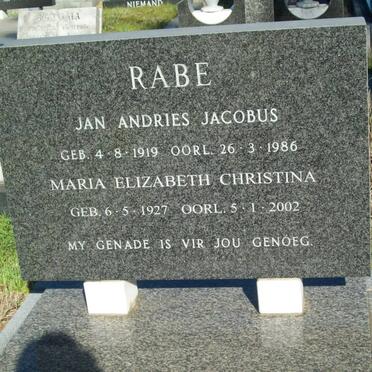 NIEMAND
RABE
JAN ANDRIES JACOBUS
GEB. 4·8·1919 OORL. 26·3·1986
MARIA ELIZABETH CHRISTINA
GEB. 6·5·1927 OORL. 5·1·2002
MY GENADE IS VIR JOU GENOEG.